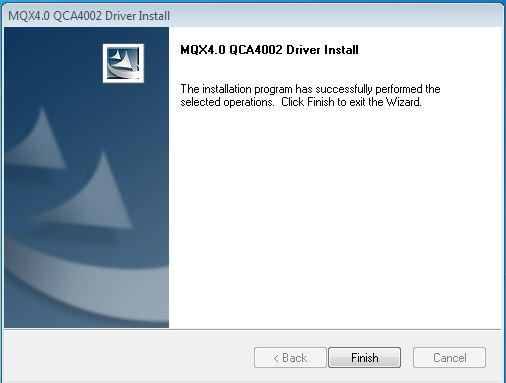 MQX4.0 QCA4002 Driver Install
MQX4.0 QCA4002 Driver Install
The installation program has successfully performed the
selected operations.  Click Finish to exit the Wizard.
< Back
Finish
Cancel